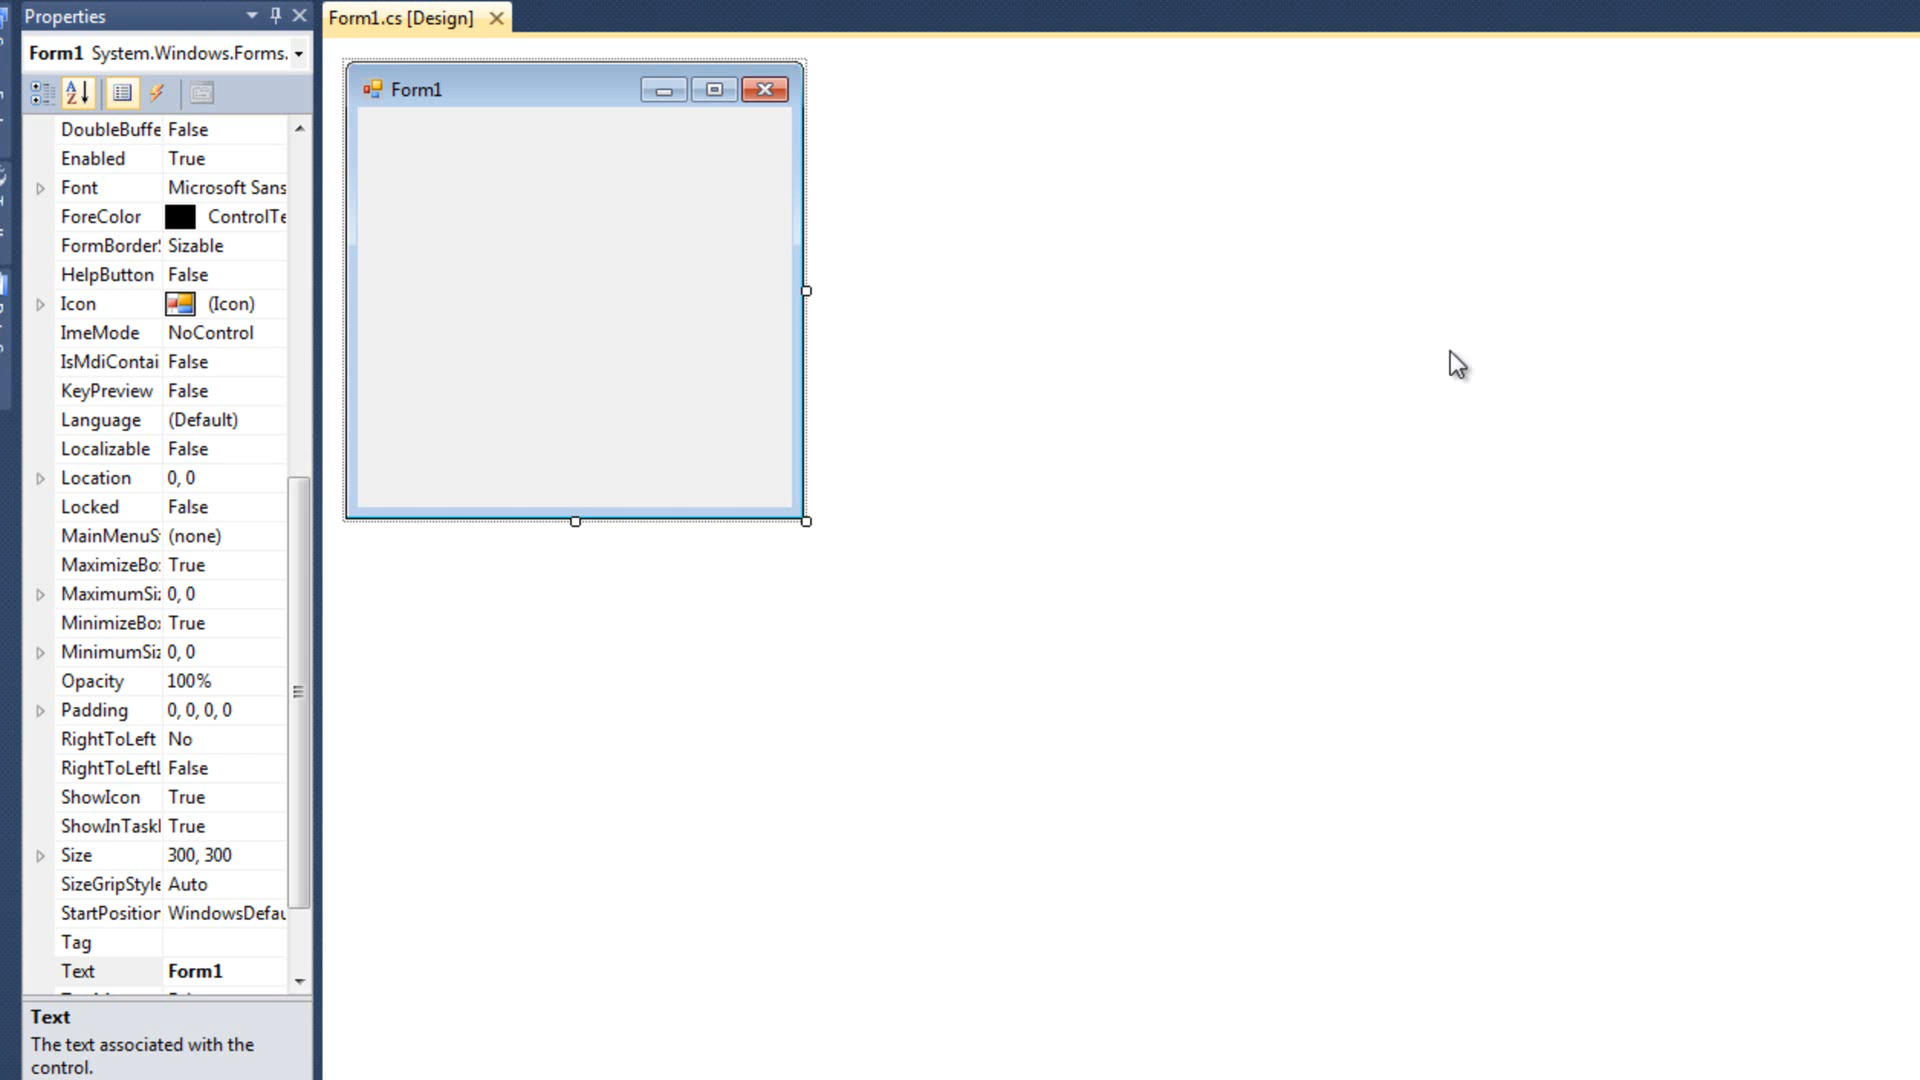 Properties
Form1 System.Windows.Forms.
DoubleBuffe False
Enabled True
Font Microsoft Sans
ForeColor ControlTe
FormBorder! Sizable
HelpButton False
Icon (Icon)
ImeMode NoControl
IsMdiContai False
KeyPreview False
Language (Default)
Localizable False
Location 0, 0
Locked False
MainMenuS (none)
MaximizeBo: True
MaximumSi: 0, 0
MinimizeBo: True
MinimumSi: 0, 0
Opacity 100%
Padding 0, 0, 0, 0
RightToLeft No
RightToLeftL False
ShowIcon True
ShowInTaskl True
Size 300, 300
SizeGripStyle Auto
StartPosition WindowsDefau
Tag
Text Form1
Text
The text associated with the
control.
Form1.cs [Design]
Form1